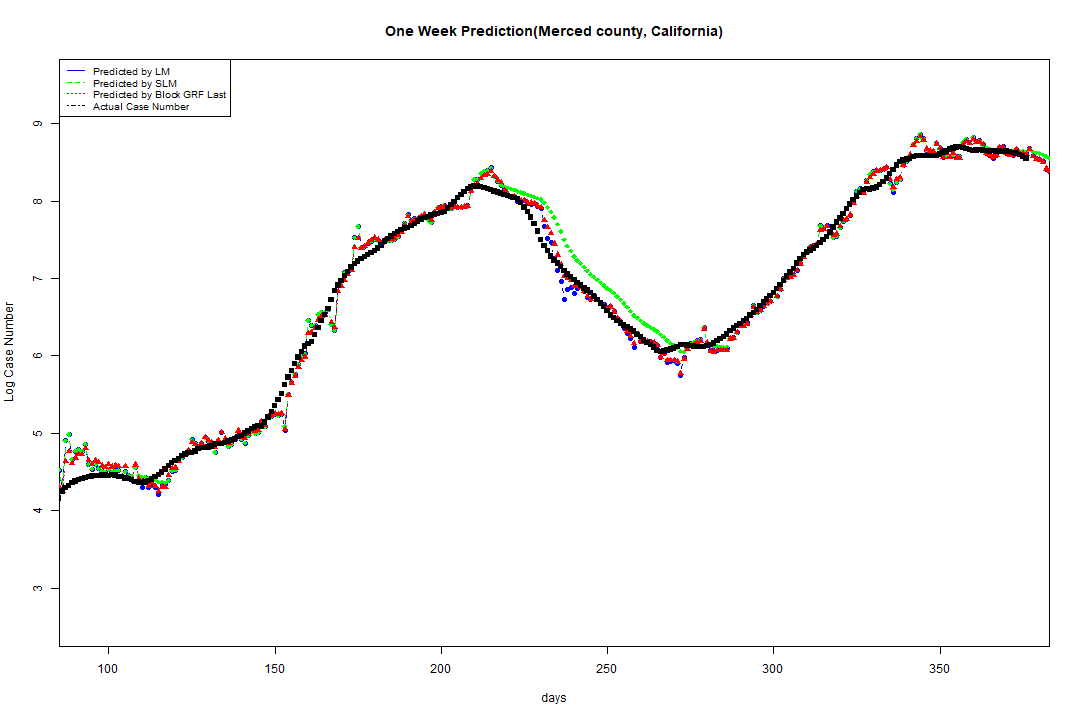 One Week Prediction(Merced county, California)
Predicted by LM
Predicted by SLM
Predicted by Block GRF Last
Actual Case Number
Log Case Number
9
8
7
6
5
4
3
100 150 200 250 300 350
days